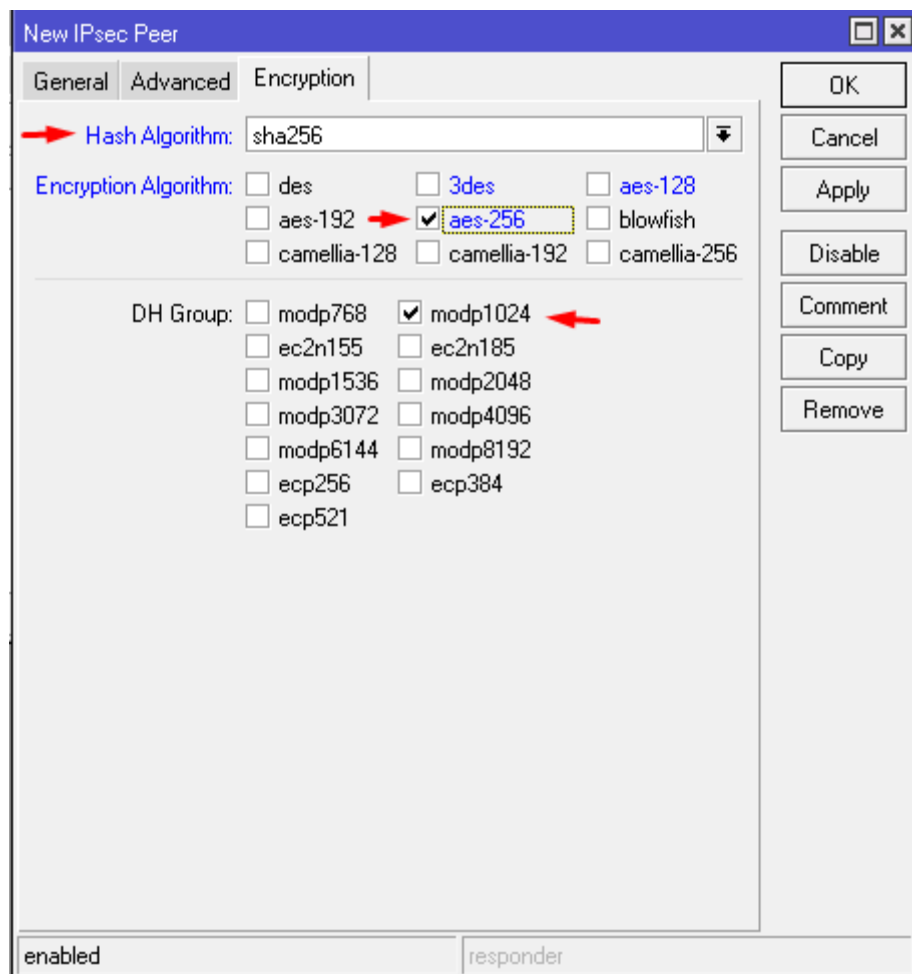 New IPsec Peer
General Advanced Encryption
Hash Algorithm: sha256
Encryption Algorithm: des 3des aes-128
aes-192 aes-256 blowfish
camellia-128 camellia-192 camellia-256
DH Group: modp768 modp1024
ec2n155 ec2n185
modp1536 modp2048
modp3072 modp4096
modp6144 modp8192
ecp256 ecp384
ecp521
OK
Cancel
Apply
Disable
Comment
Copy
Remove
enabled responder